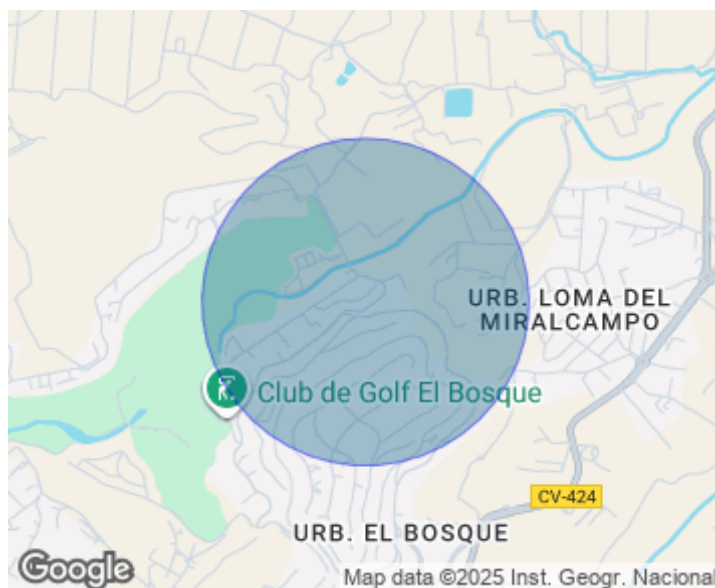 URB. LOMA DEL
MIRALCAMPO
Club de Golf El Bosque
CV-424
URB. EL BOSQUE
Google
Map data ©2025 Inst. Geogr. Nacional